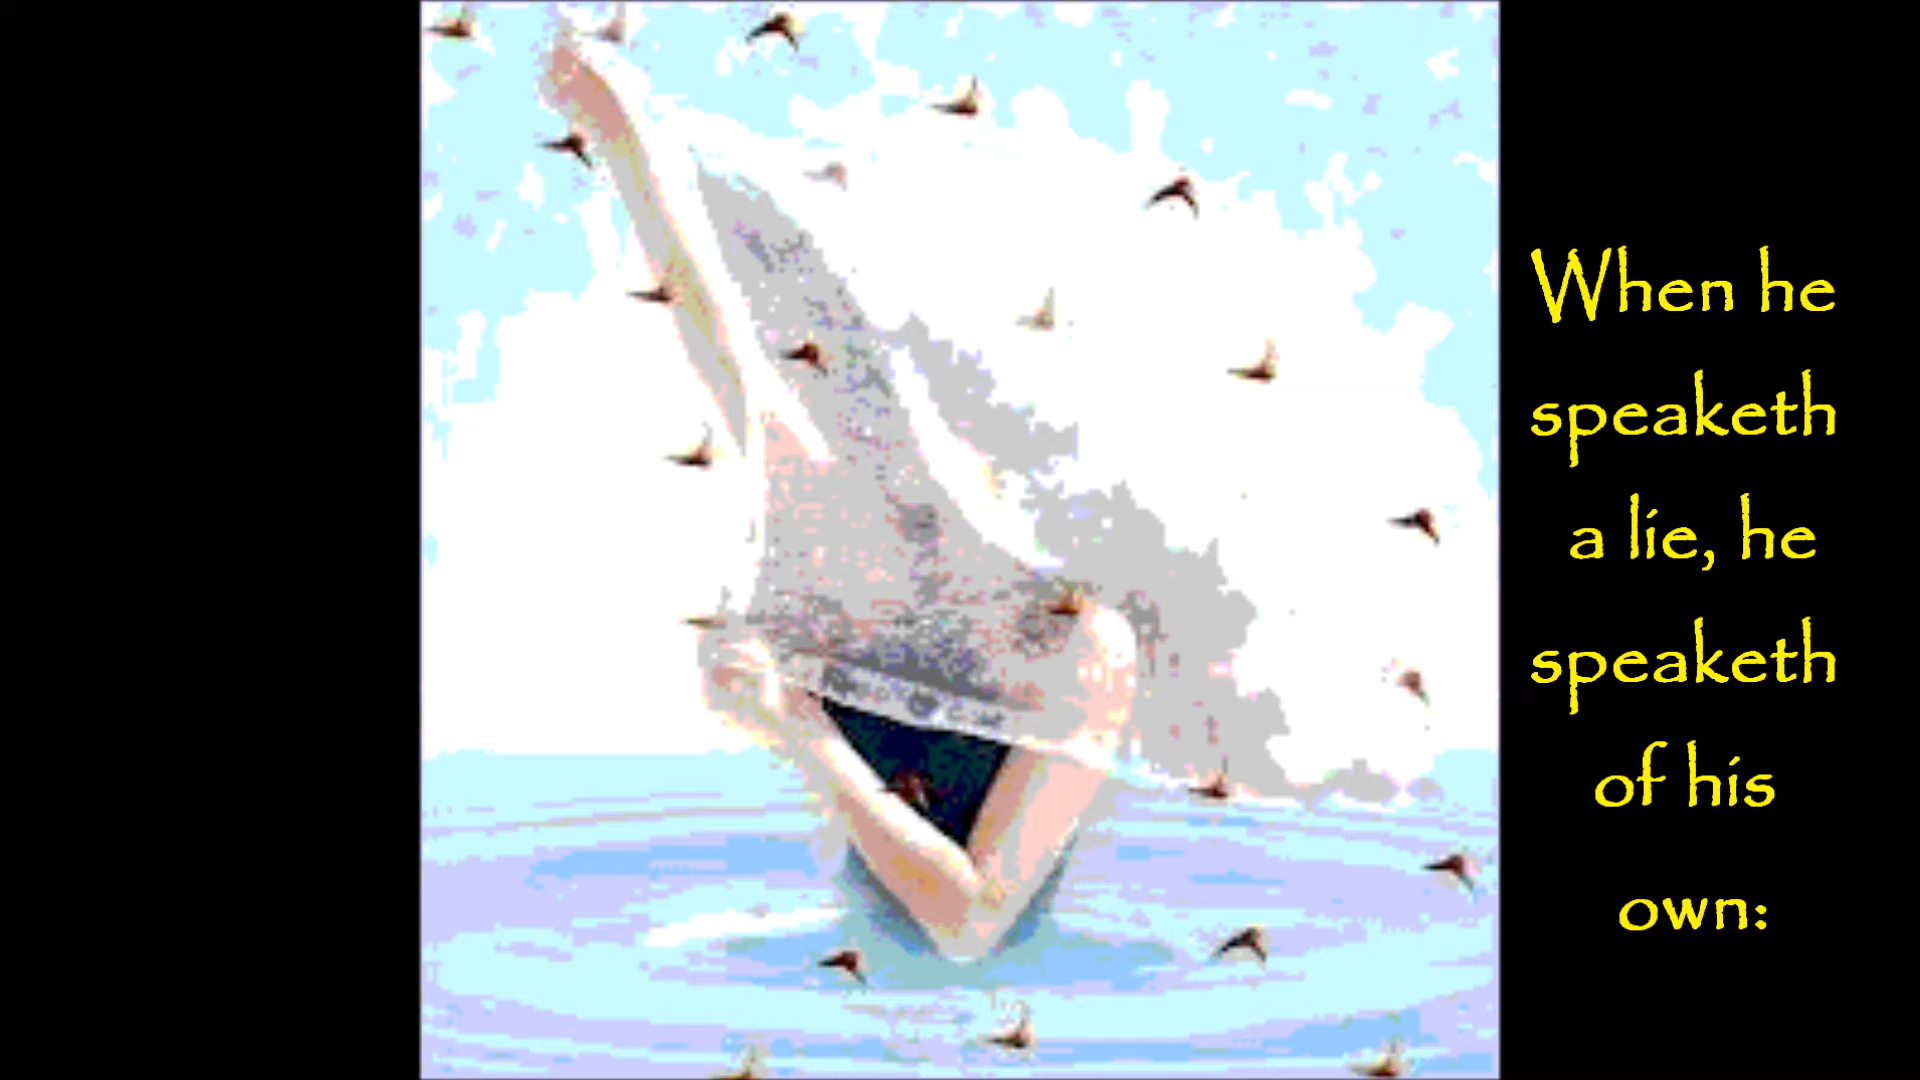 When he
speaketh
a lie, he
speaketh
of his
own: